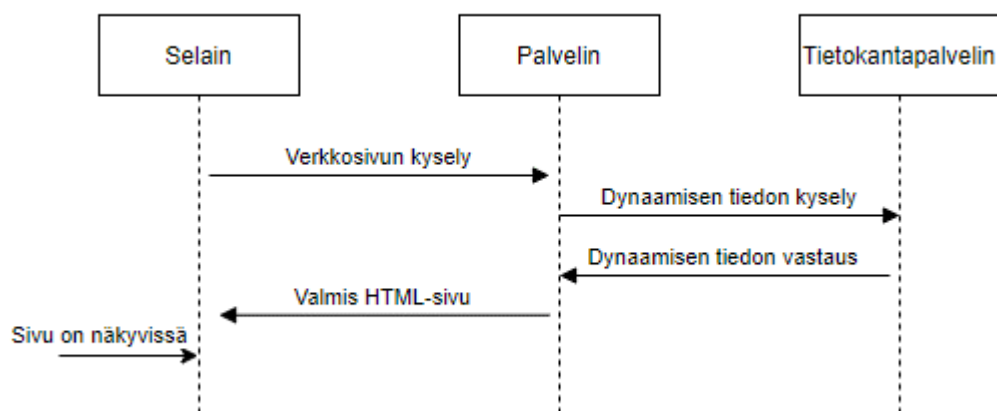 Selain
Palvelin
Tietokantapalvelin
Verkkosivun kysely
Dynaamisen tiedon kysely
Dynaamisen tiedon vastaus
Valmis HTML-sivu
Sivu on näkyvissä